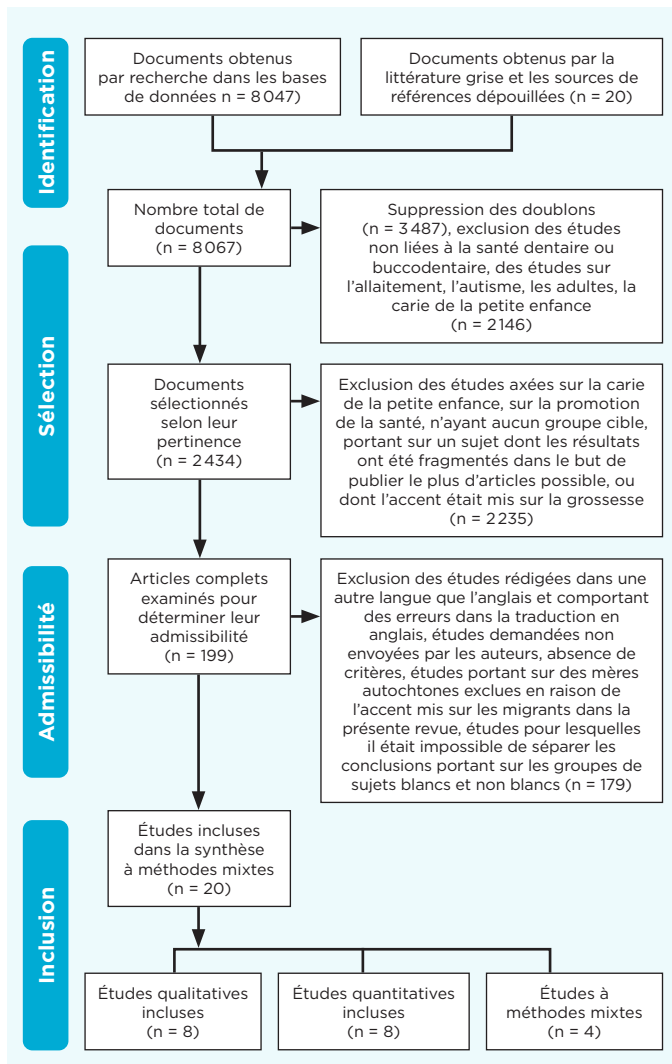 Identification
Documents obtenus
par recherche dans les bases
de données n = 8 047)
Documents obtenus par la
littérature grise et les sources de
références dépouillées (n = 20)
Nombre total de
documents
(n = 8 067)
Suppression des doublons
(n = 3 487), exclusion des études
non liées à la santé dentaire ou
buccodentaire, des études sur
l’allaitement, l’autisme, les adultes, la
carie de la petite enfance
(n = 2 146)
Sélection
Documents
sélectionnés
selon leur
pertinence
(n = 2 434)
Exclusion des études axées sur la carie
de la petite enfance, sur la promotion
de la santé, n’ayant aucun groupe cible,
portant sur un sujet dont les résultats
ont été fragmentés dans le but de
publier le plus d’articles possible, ou
dont l’accent était mis sur la grossesse
(n = 2 235)
Admissibilité
Articles complets
examinés pour
déterminer leur
admissibilité
(n = 199)
Exclusion des études rédigées dans une
autre langue que l’anglais et comportant
des erreurs dans la traduction en
anglais, études demandées non
envoyées par les auteurs, absence de
critères, études portant sur des mères
autochtones exclues en raison de
l’accent mis sur les migrants dans la
présente revue, études pour lesquelles
il était impossible de séparer les
conclusions portant sur les groupes de
sujets blancs et non blancs (n = 179)
Inclusion
Études incluses
dans la synthèse
à méthodes mixtes
(n = 20)
Études qualitatives
incluses
(n = 8)
Études quantitatives
incluses
(n = 8)
Études à
méthodes mixtes
(n = 4)